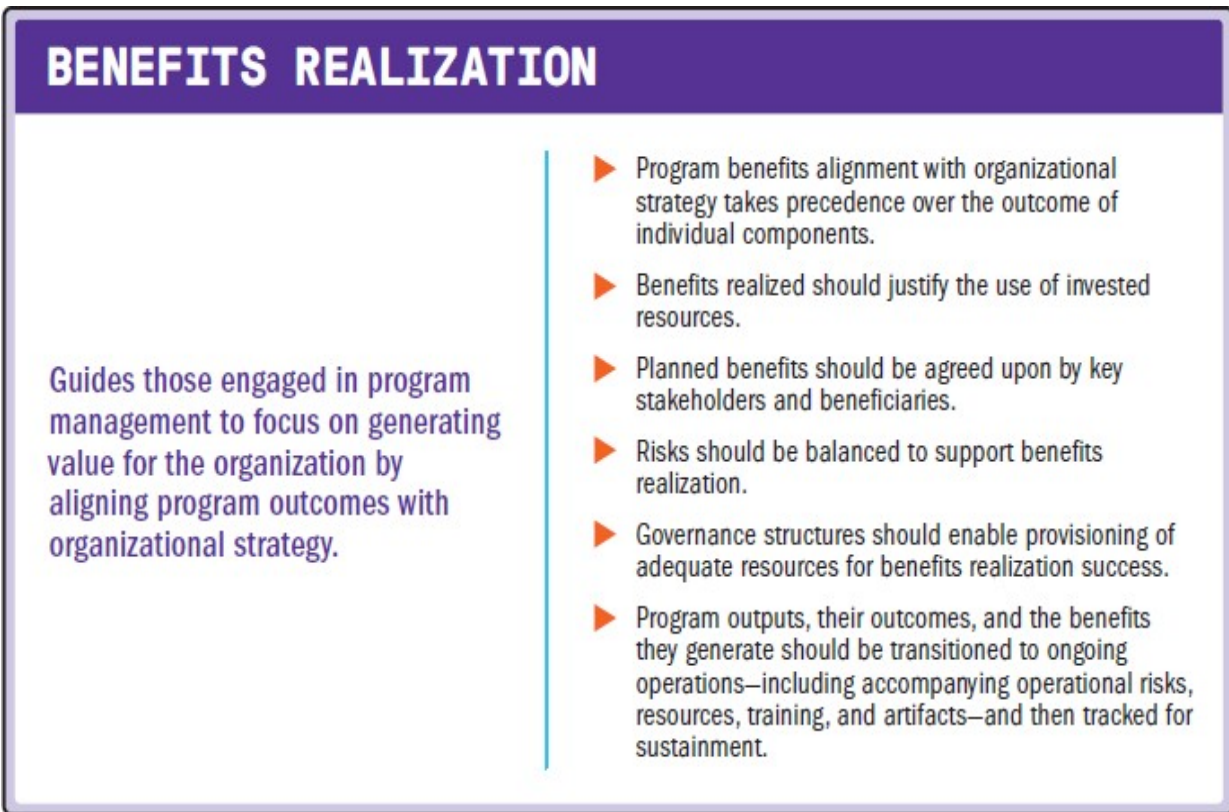 BENEFITS REALIZATION
Guides those engaged in program
management to focus on generating
value for the organization by
aligning program outcomes with
organizational strategy.
Program benefits alignment with organizational
strategy takes precedence over the outcome of
individual components.
Benefits realized should justify the use of invested
resources.
Planned benefits should be agreed upon by key
stakeholders and beneficiaries.
Risks should be balanced to support benefits
realization.
Governance structures should enable provisioning of
adequate resources for benefits realization success.
Program outputs, their outcomes, and the benefits
they generate should be transitioned to ongoing
operations—including accompanying operational risks,
resources, training, and artifacts—and then tracked for
sustainment.